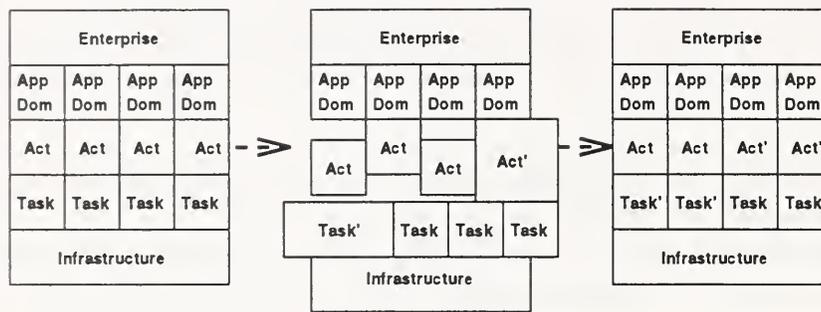 Enterprise
App Dom App Dom App Dom App Dom
Act Act Act Act
Task Task Task Task
Infrastructure
Enterprise
App Dom App Dom App Dom App Dom
Act Act Act Act'
Task' Task Task Task
Infrastructure
Enterprise
App Dom App Dom App Dom App Dom
Act Act Act' Act'
Task' Task' Task Task
Infrastructure